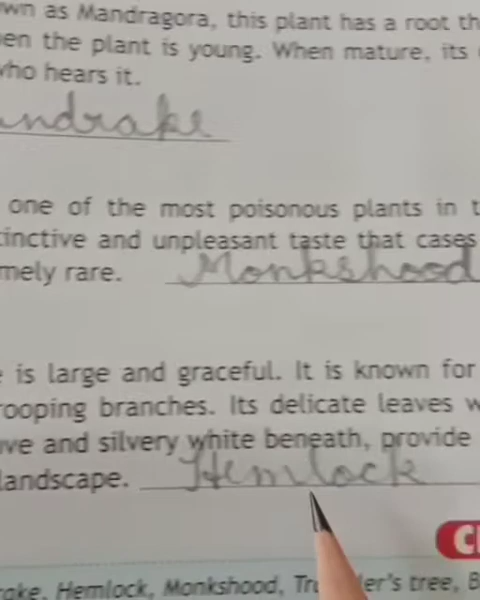 wn as Mandragora, this plant has a root th
en the plant is young. When mature, its
who hears it.
andrake
one of the most poisonous plants in t
tinctive and unpleasant taste that cases
mely rare. Monkshood
e is large and graceful. It is known for
rooping branches. Its delicate leaves w
ve and silvery white beneath, provide
landscape. Hemlock
C
rake, Hemlock, Monkshood, Tr ler's tree, B